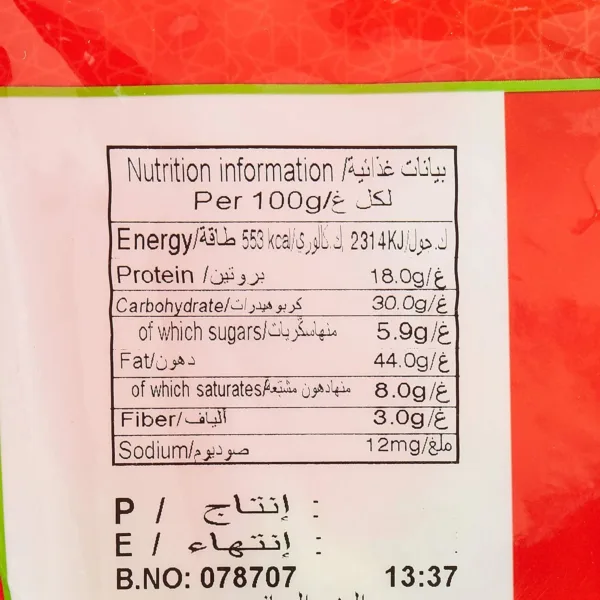 Nutrition information /بيانات غذائية
Per 100g/لكل غ
Energy/طاقة 553 kcal/ك.كالوري 2314KJ/ك.جول
Protein /بروتين 18.0g/غ
Carbohydrate/كربوهيدرات 30.0g/غ
of which sugars/منهاسكريات 5.9g/غ
Fat/دهون 44.0g/غ
of which saturates/منهادهون مشبعة 8.0g/غ
Fiber/ألياف 3.0g/غ
Sodium/صوديوم 12mg/ملغ
P / إنتاج :
E / إنتهاء :
B.NO: 078707 13:37